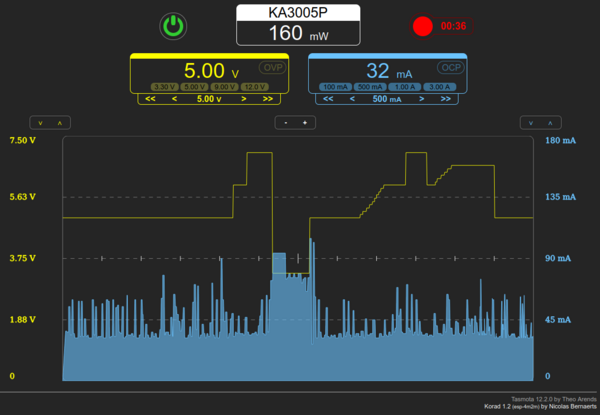 KA3005P
160 mW
00:36
5.00 V OVP
3.30 V 5.00 V 9.00 V 12.0 V
<< < 5.00 V > >>
32 mA OCP
100 mA 500 mA 1.00 A 3.00 A
<< < 500 mA > >>
v ʌ
- +
v ʌ
7.50 V
5.63 V
3.75 V
1.88 V
0
180 mA
135 mA
90 mA
45 mA
0
Tasmota 12.2.0 by Theo Arends
Korad 1.2 (esp-4m2m) by Nicolas Bernaerts